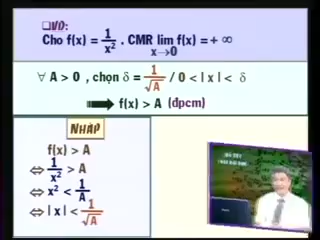 ❑VD:
Cho f(x) = 1/x² . CMR lim f(x) = + ∞
x→0
∀ A > 0 , chọn δ = 1/√A / 0 < l x l < δ
⇒ f(x) > A (đpcm)
NHÁP
f(x) > A
⇔ 1/x² > A
⇔ x² < 1/A
⇔ l x l < 1/√A